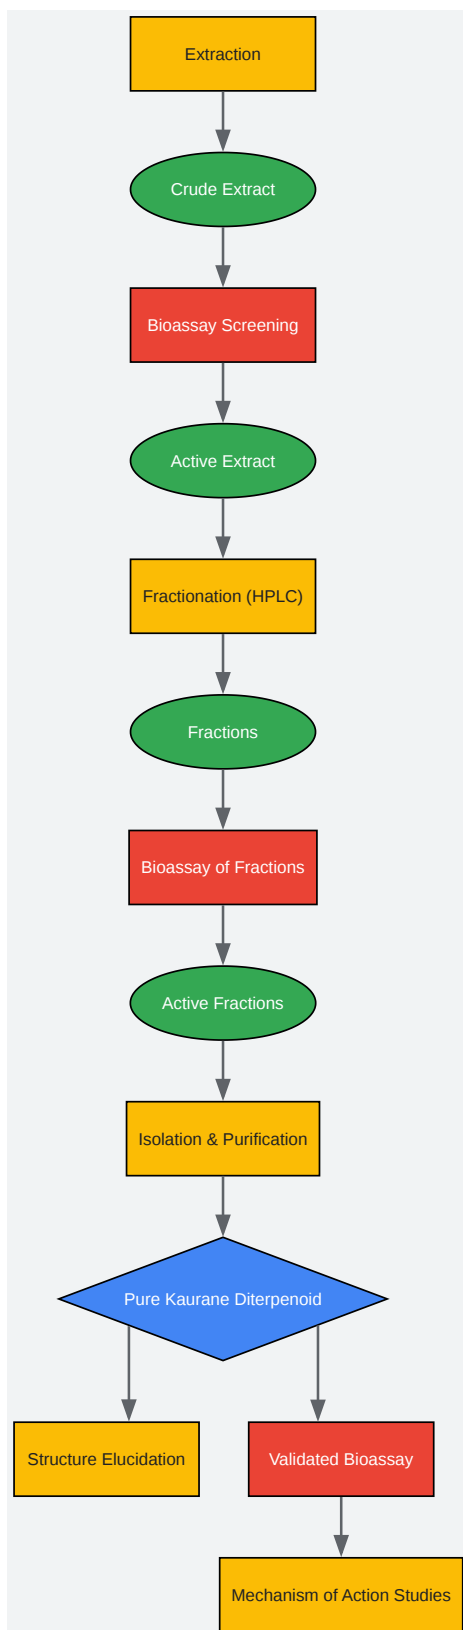 Extraction
Crude Extract
Bioassay Screening
Active Extract
Fractionation (HPLC)
Fractions
Bioassay of Fractions
Active Fractions
Isolation & Purification
Pure Kaurane Diterpenoid
Structure Elucidation
Validated Bioassay
Mechanism of Action Studies